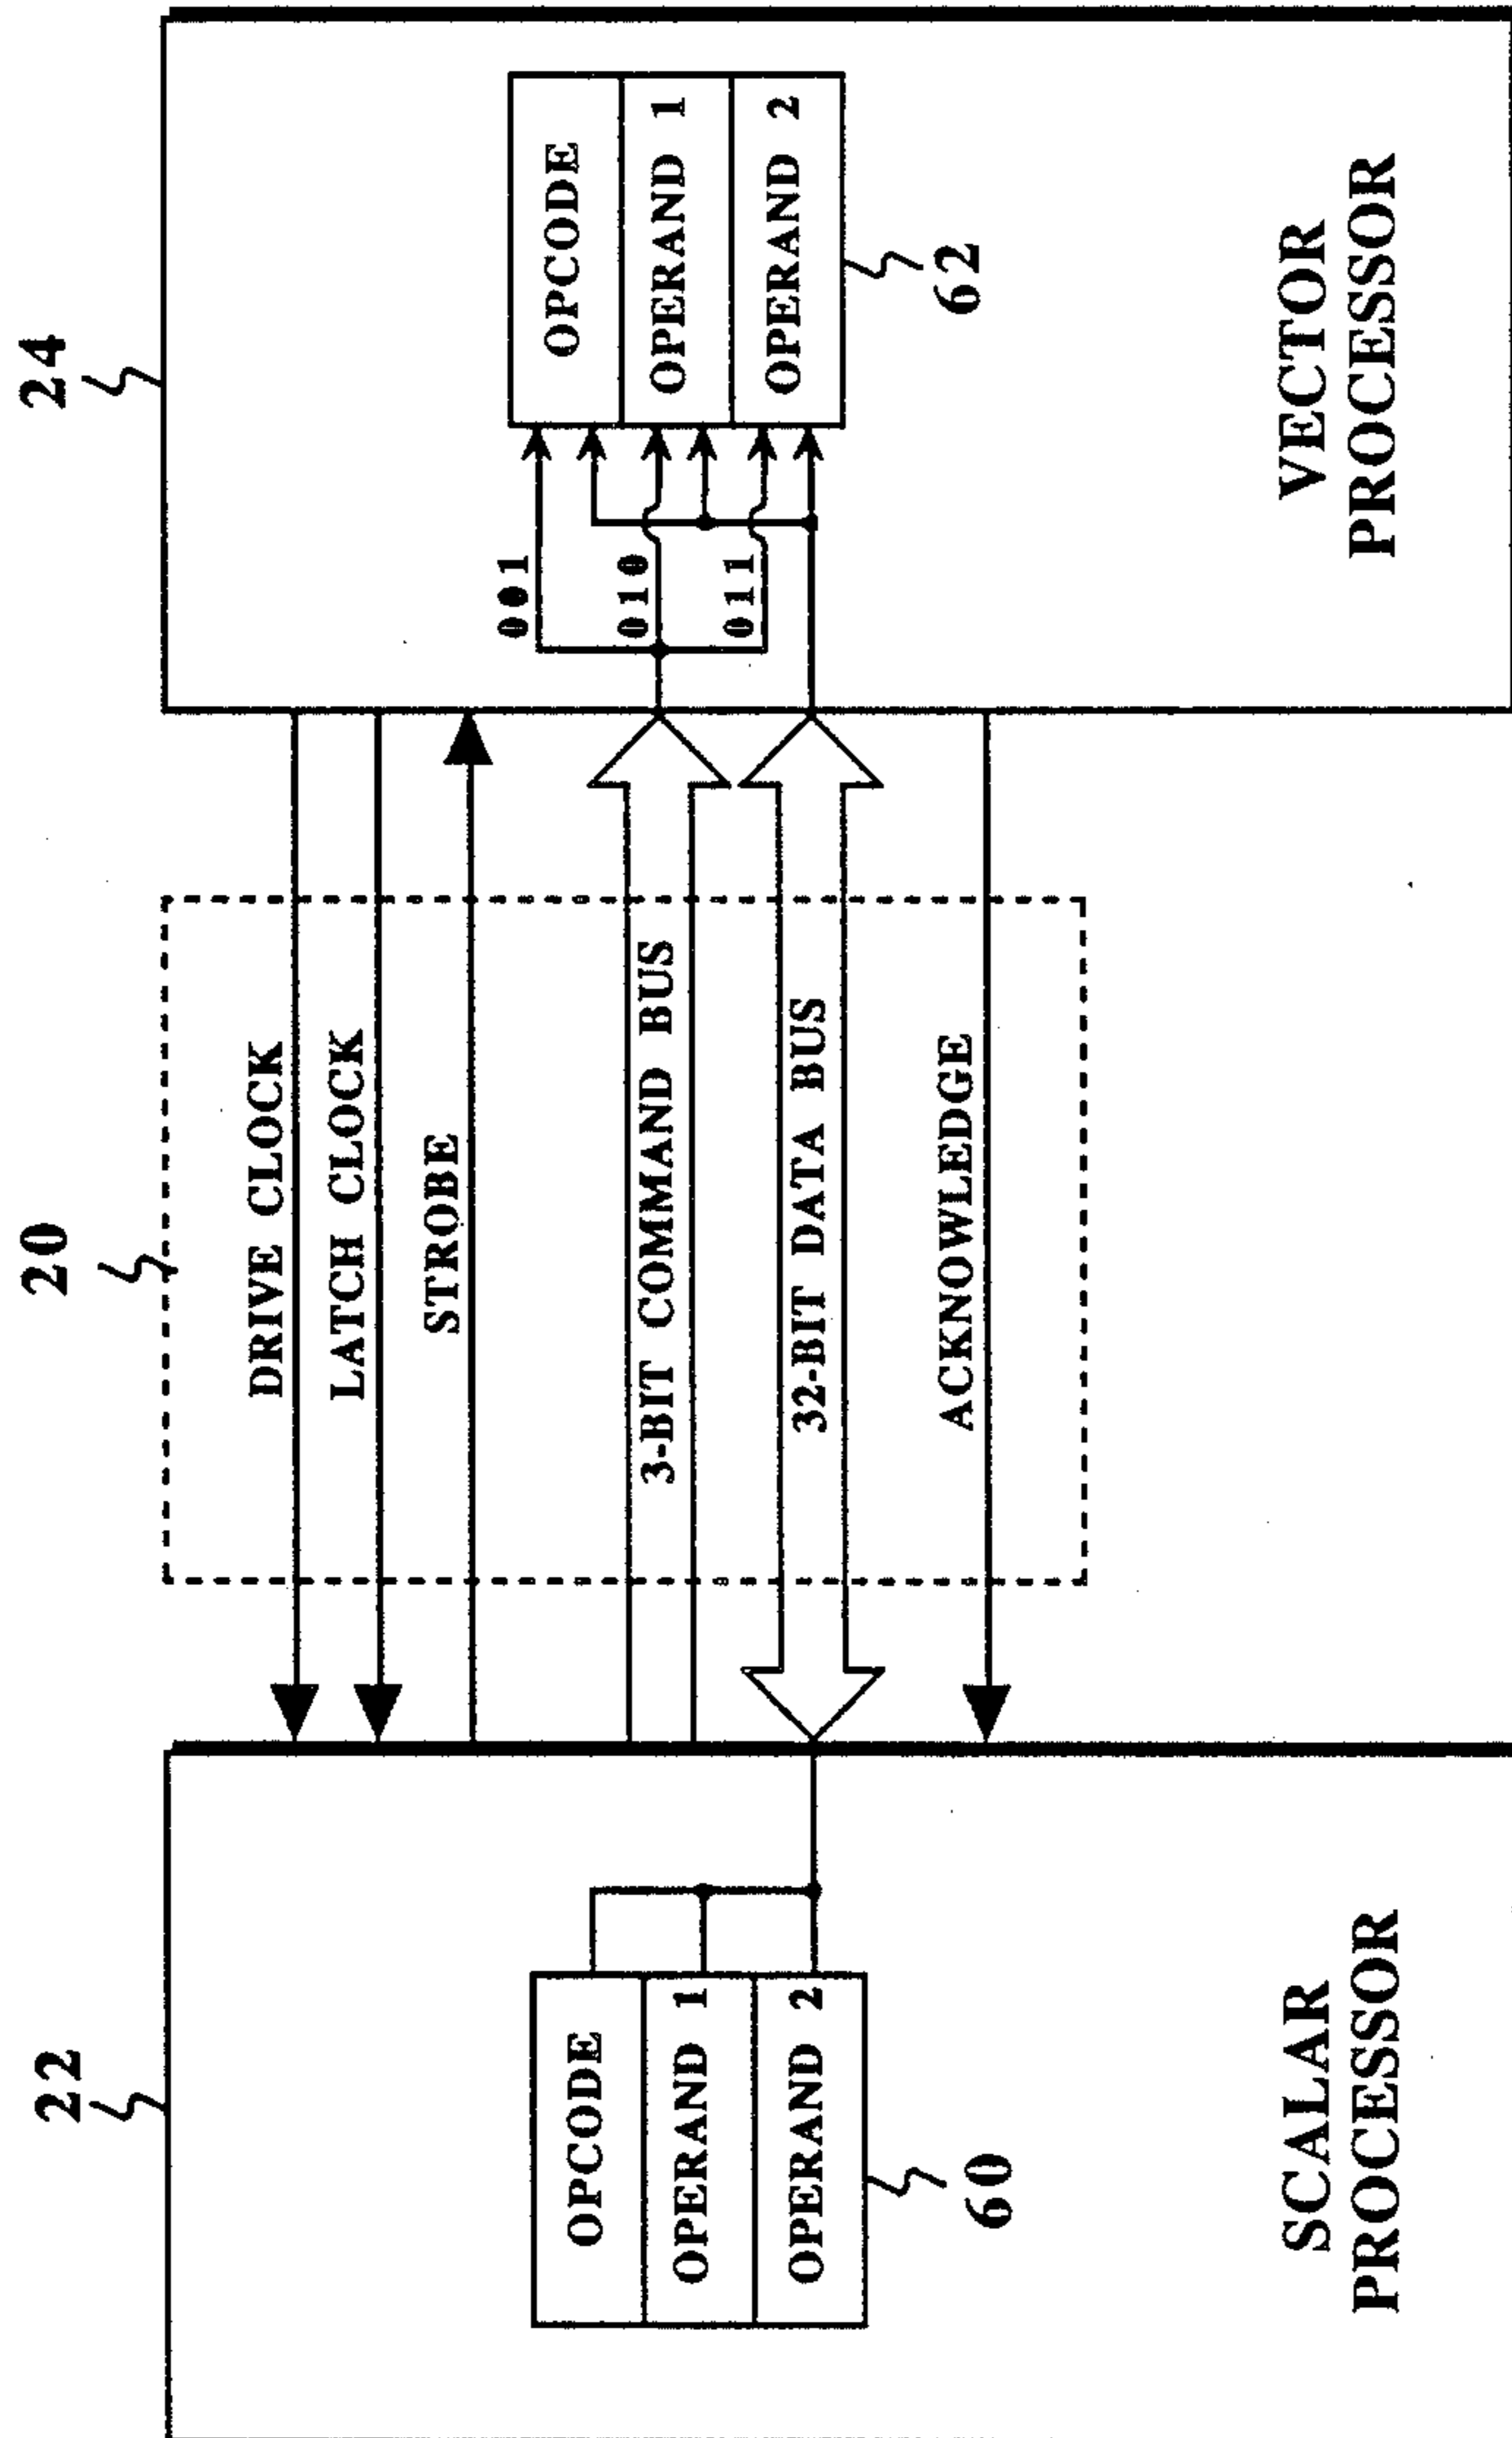 22
20
24
DRIVE CLOCK
LATCH CLOCK
STROBE
3-BIT COMMAND BUS
32-BIT DATA BUS
ACKNOWLEDGE
OPCODE
OPERAND 1
OPERAND 2
60
SCALAR
PROCESSOR
001
010
011
OPCODE
OPERAND 1
OPERAND 2
62
VECTOR
PROCESSOR